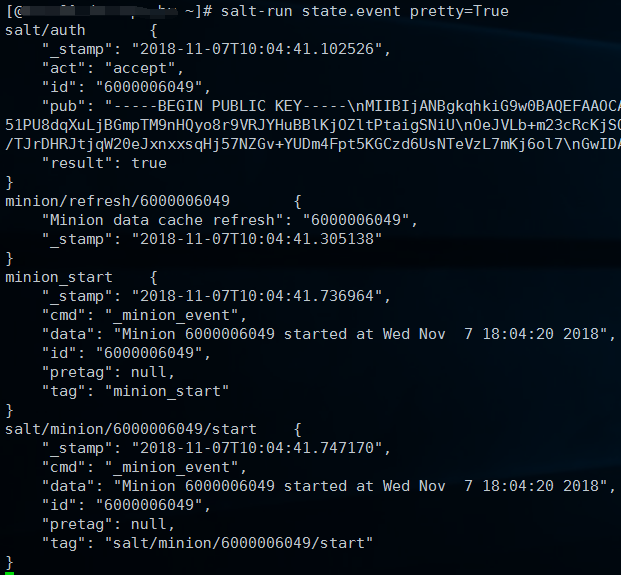 [@ ~]# salt-run state.event pretty=True
salt/auth {
"_stamp": "2018-11-07T10:04:41.102526",
"act": "accept",
"id": "6000006049",
"pub": "-----BEGIN PUBLIC KEY-----\nMIIBIjANBgkqhkiG9w0BAQEFAAOCA
51PU8dqXuLjBGmpTM9nHQyo8r9VRJYHuBBlKjOZltPtaigSNiU\nOeJVLb+m23cRcKjSO
/TJrDHRJtjqW20eJxnxxsqHj57NZGv+YUDm4Fpt5KGCzd6UsNTeVzL7mKj6ol7\nGwIDA
"result": true
}
minion/refresh/6000006049 {
"Minion data cache refresh": "6000006049",
"_stamp": "2018-11-07T10:04:41.305138"
}
minion_start {
"_stamp": "2018-11-07T10:04:41.736964",
"cmd": "_minion_event",
"data": "Minion 6000006049 started at Wed Nov  7 18:04:20 2018",
"id": "6000006049",
"pretag": null,
"tag": "minion_start"
}
salt/minion/6000006049/start {
"_stamp": "2018-11-07T10:04:41.747170",
"cmd": "_minion_event",
"data": "Minion 6000006049 started at Wed Nov  7 18:04:20 2018",
"id": "6000006049",
"pretag": null,
"tag": "salt/minion/6000006049/start"
}